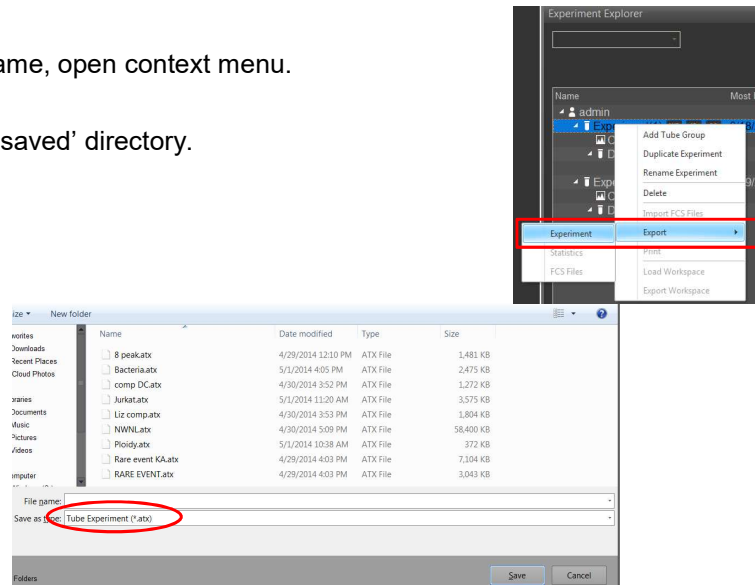 Experiment Explorer
ame, open context menu.
saved’ directory.
Name Most
admin
Add Tube Group
Duplicate Experiment
Rename Experiment
Delete
Import FCS Files
Experiment Export
Statistics Print
FCS Files Load Workspace
Export Workspace
ize New folder
Name Date modified Type Size
vorites
Downloads
Recent Places
Cloud Photos
oraries
Documents
Music
Pictures
Videos
omputer
8 peak.atx 4/29/2014 12:10 PM ATX File 1,481 KB
Bacteria.atx 5/1/2014 4:05 PM ATX File 2,475 KB
comp DC.atx 4/30/2014 3:52 PM ATX File 1,272 KB
Jurkat.atx 5/1/2014 11:20 AM ATX File 3,575 KB
Liz comp.atx 4/30/2014 3:53 PM ATX File 1,804 KB
NWNL.atx 4/30/2014 5:09 PM ATX File 58,400 KB
Ploidy.atx 5/1/2014 10:38 AM ATX File 372 KB
Rare event KA.atx 4/29/2014 4:03 PM ATX File 7,104 KB
RARE EVENT.atx 4/29/2014 4:03 PM ATX File 3,043 KB
File name:
Save as type: Tube Experiment (*.atx)
Folders Save Cancel